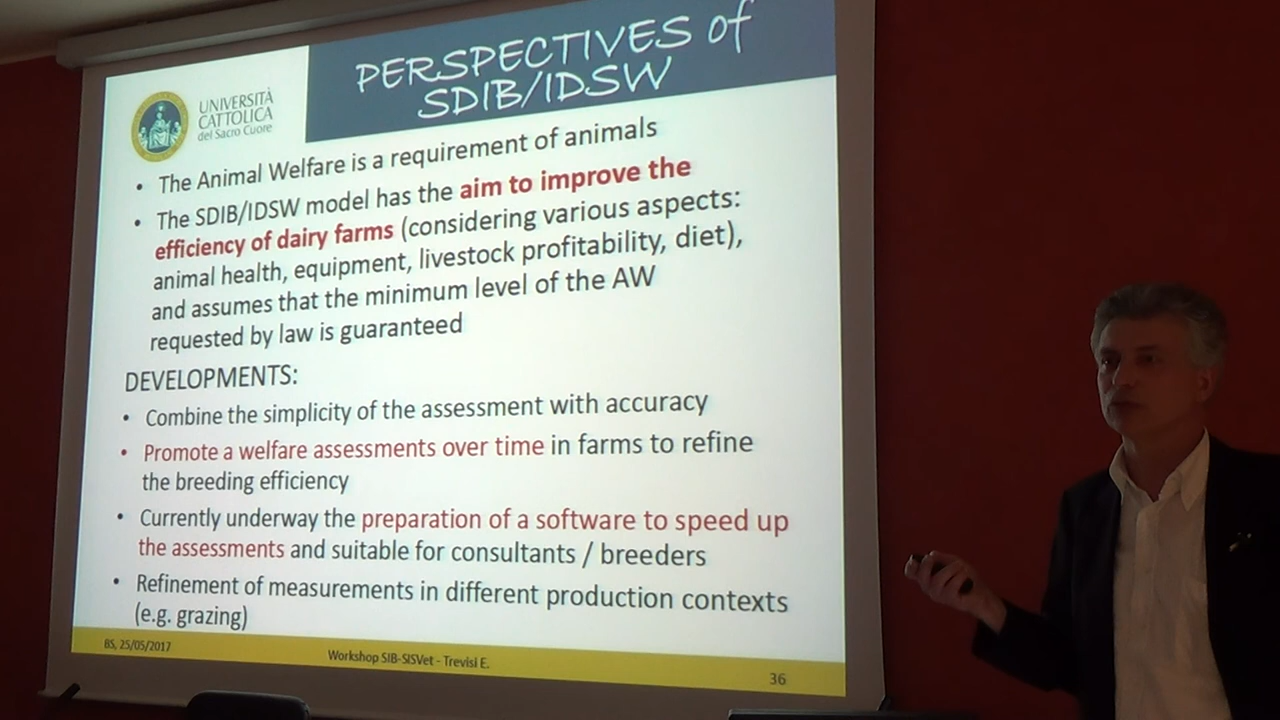 PERSPECTIVES of
SDIB/IDSW
UNIVERSITÀ
CATTOLICA
del Sacro Cuore
• The Animal Welfare is a requirement of animals
• The SDIB/IDSW model has the aim to improve the
efficiency of dairy farms (considering various aspects:
animal health, equipment, livestock profitability, diet),
and assumes that the minimum level of the AW
requested by law is guaranteed
DEVELOPMENTS:
• Combine the simplicity of the assessment with accuracy
• Promote a welfare assessments over time in farms to refine
the breeding efficiency
• Currently underway the preparation of a software to speed up
the assessments and suitable for consultants / breeders
• Refinement of measurements in different production contexts
(e.g. grazing)
BS, 25/05/2017
Workshop SIB-SISVet - Trevisi E.
36